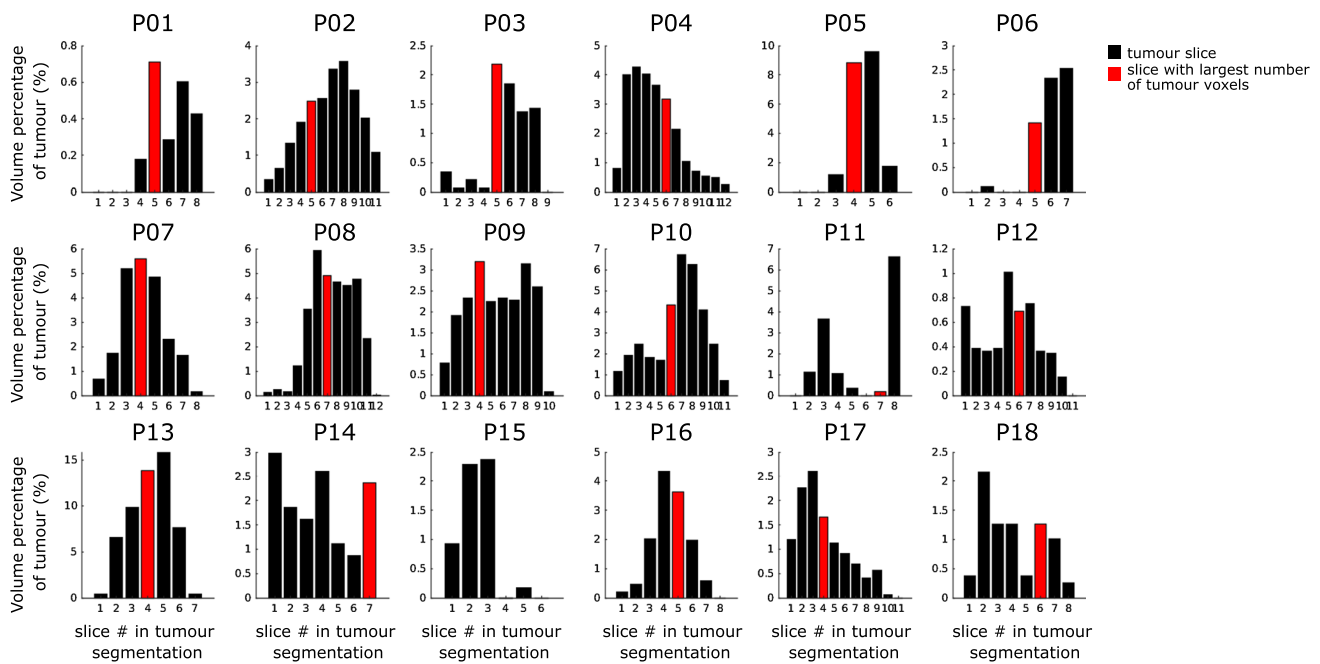 P01 P02 P03 P04 P05 P06
Volume percentage
of tumour (%)
0.8 0.6 0.4 0.2 0
1 2 3 4 5 6 7 8
4 3 2 1 0
1 2 3 4 5 6 7 8 9 10 11
2.5 2 1.5 1 0.5 0
1 2 3 4 5 6 7 8 9
5 4 3 2 1 0
1 2 3 4 5 6 7 8 9 10 11 12
10 8 6 4 2 0
1 2 3 4 5 6
3 2.5 2 1.5 1 0.5 0
1 2 3 4 5 6 7
tumour slice
slice with largest number
of tumour voxels
P07 P08 P09 P10 P11 P12
Volume percentage
of tumour (%)
6 5 4 3 2 1 0
1 2 3 4 5 6 7 8
6 5 4 3 2 1 0
1 2 3 4 5 6 7 8 9 10 11 12
3.5 3 2.5 2 1.5 1 0.5 0
1 2 3 4 5 6 7 8 9 10
7 6 5 4 3 2 1 0
1 2 3 4 5 6 7 8 9 10 11
7 6 5 4 3 2 1 0
1 2 3 4 5 6 7 8
1.2 1 0.8 0.6 0.4 0.2 0
1 2 3 4 5 6 7 8 9 10 11
P13 P14 P15 P16 P17 P18
Volume percentage
of tumour (%)
15 10 5 0
1 2 3 4 5 6 7
3 2.5 2 1.5 1 0.5 0
1 2 3 4 5 6 7
2.5 2 1.5 1 0.5 0
1 2 3 4 5 6
5 4 3 2 1 0
1 2 3 4 5 6 7 8
3 2.5 2 1.5 1 0.5 0
1 2 3 4 5 6 7 8 9 10 11
2.5 2 1.5 1 0.5 0
1 2 3 4 5 6 7 8
slice # in tumour
segmentation
slice # in tumour
segmentation
slice # in tumour
segmentation
slice # in tumour
segmentation
slice # in tumour
segmentation
slice # in tumour
segmentation